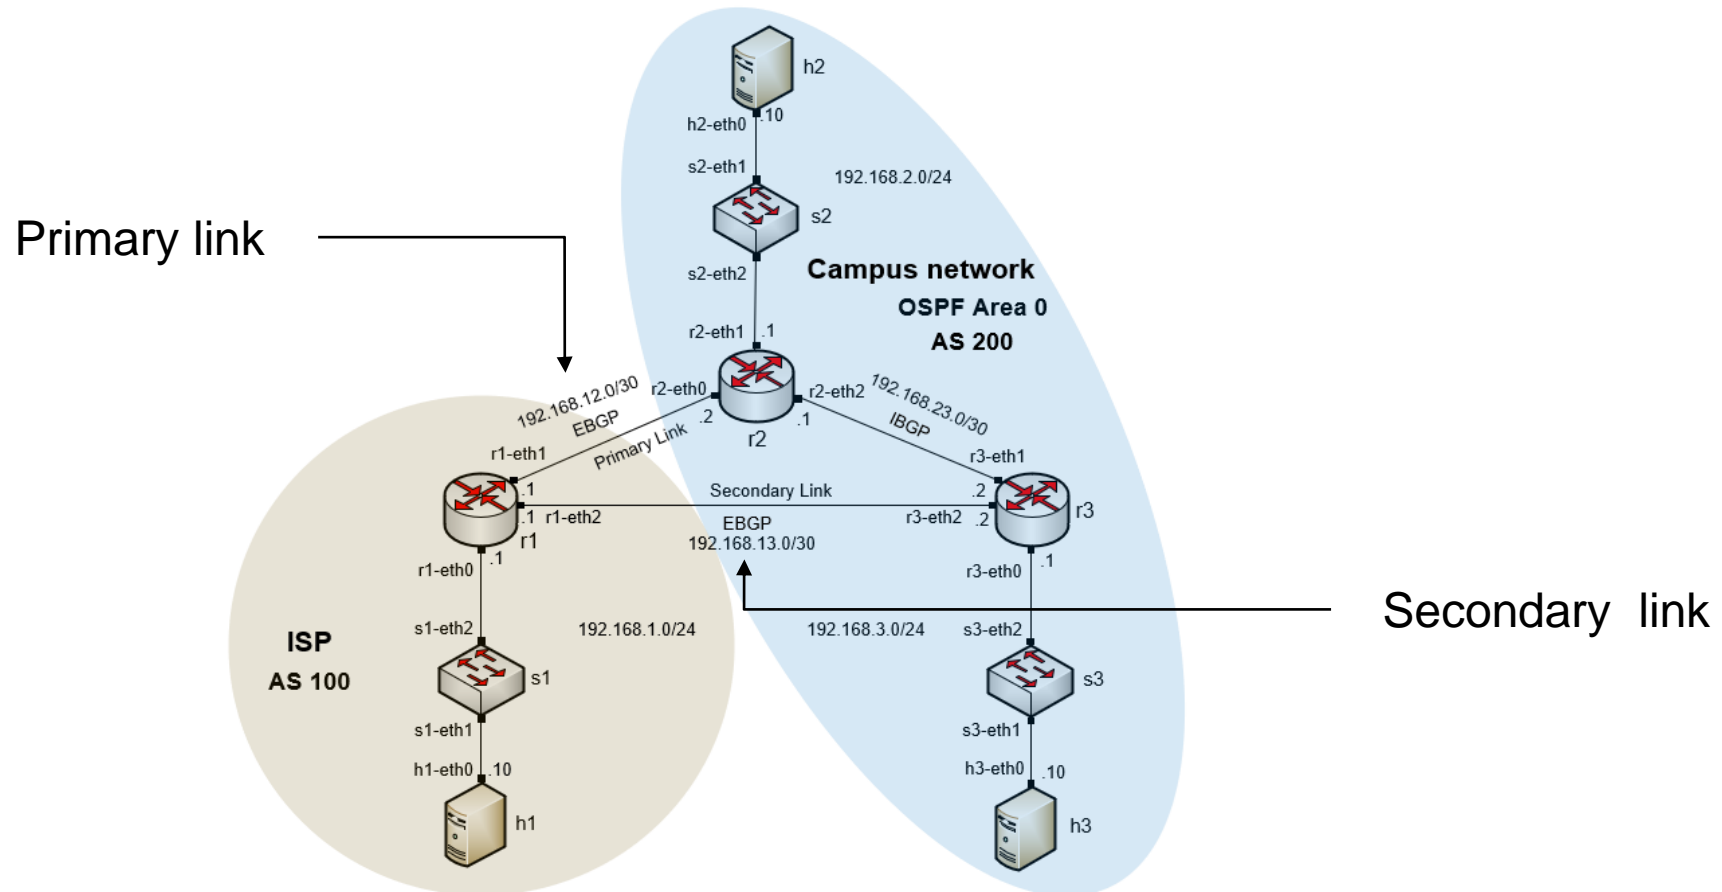 h2
.10
h2-eth0
s2-eth1
192.168.2.0/24
s2
Primary link
s2-eth2
Campus network
OSPF Area 0
AS 200
r2-eth1
.1
192.168.12.0/30
EBGP
Primary Link
r2-eth0
.2
r2
r2-eth2
.1
192.168.23.0/30
IBGP
r1-eth1
.1
r3-eth1
.2
Secondary Link
.1
r1-eth2
r1
EBGP
192.168.13.0/30
r3-eth2
.2
r3
r1-eth0
.1
r3-eth0
.1
Secondary link
ISP
AS 100
s1-eth2
192.168.1.0/24
192.168.3.0/24
s3-eth2
s1
s3
s1-eth1
s3-eth1
h1-eth0
.10
h3-eth0
.10
h1
h3